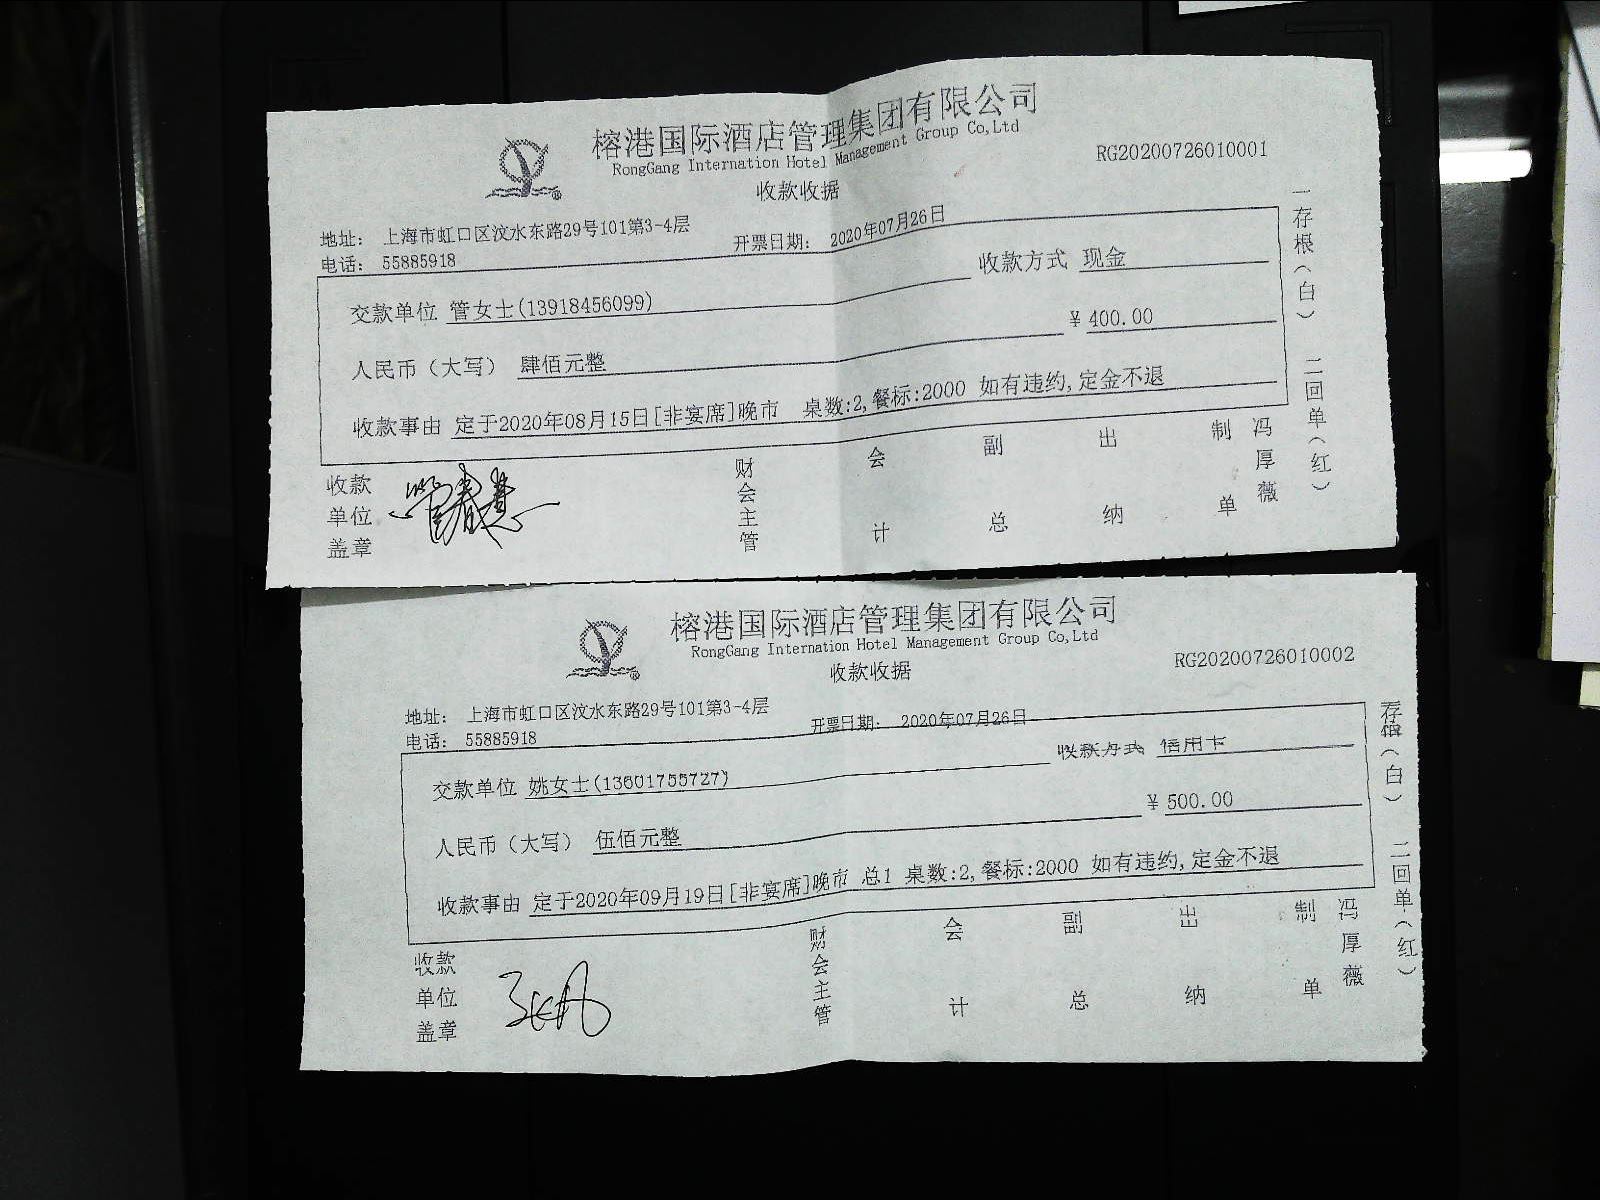 榕港国际酒店管理集团有限公司
RongGang Internation Hotel Management Group Co,Ltd
收款收据
RG20200726010001
地址: 上海市虹口区汶水东路29号101第3-4层
电话: 55885918
开票日期: 2020年07月26日
收款方式 现金
交款单位 管女士(13918456099)
¥ 400.00
人民币（大写） 肆佰元整
收款事由 定于2020年08月15日[非宴席]晚市 桌数:2,餐标:2000 如有违约,定金不退
收款单位盖章 管春慧
财会主管
会计
副总
出纳
制单
冯厚薇
一存根（白）
二回单（红）
榕港国际酒店管理集团有限公司
RongGang Internation Hotel Management Group Co,Ltd
收款收据
RG20200726010002
地址: 上海市虹口区汶水东路29号101第3-4层
电话: 55885918
开票日期: 2020年07月26日
收款方式 信用卡
交款单位 姚女士(13601755727)
¥ 500.00
人民币（大写） 伍佰元整
收款事由 定于2020年09月19日[非宴席]晚市 总1 桌数:2,餐标:2000 如有违约,定金不退
收款单位盖章
财会主管
会计
副总
出纳
制单
冯厚薇
存根（白）
二回单（红）